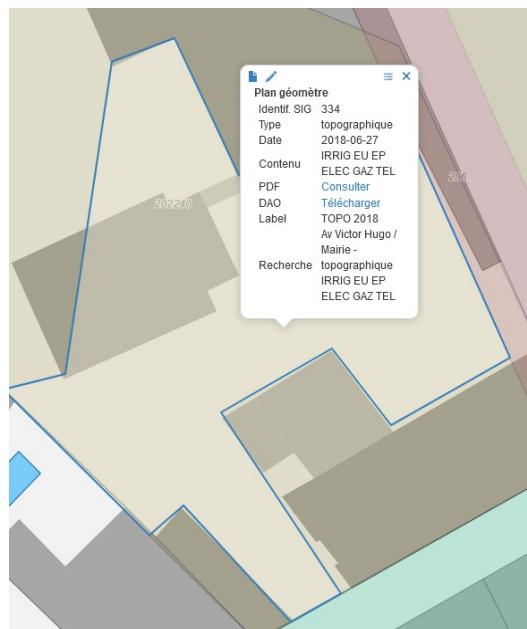 Plan géomètre
Identif. SIG 334
Type topographique
Date 2018-06-27
Contenu IRRIG EU EP
ELEC GAZ TEL
PDF Consulter
DAO Télécharger
Label TOPO 2018
Av Victor Hugo /
Mairie -
Recherche topographique
IRRIG EU EP
ELEC GAZ TEL
202240